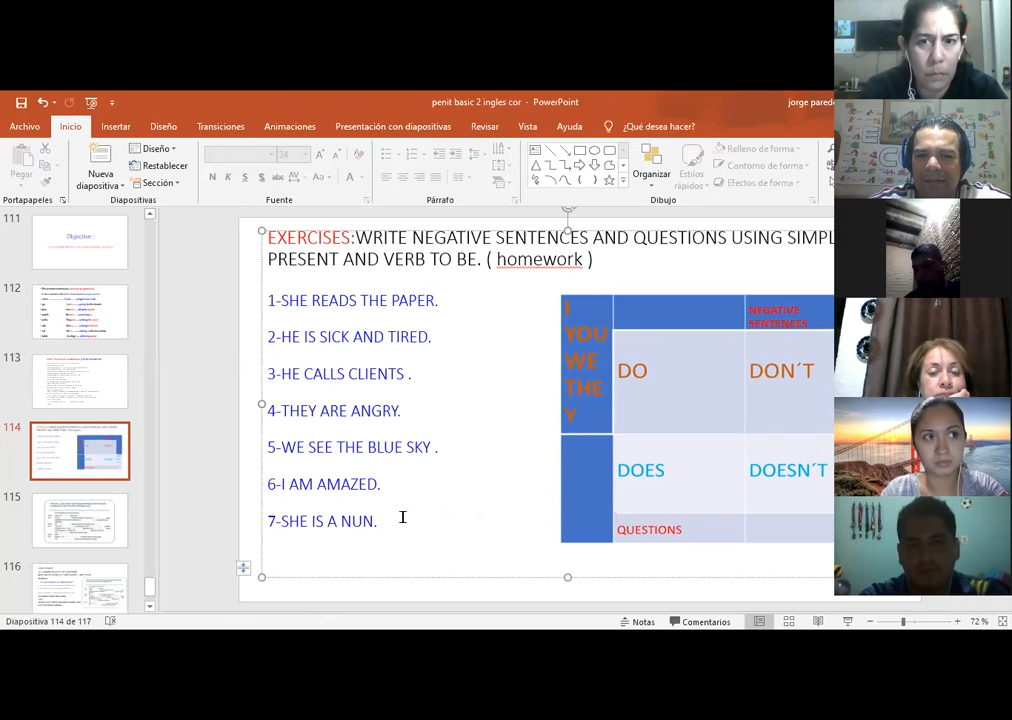 penit basic 2 ingles cor - PowerPoint
jorge pared
Archivo Inicio Insertar Diseño Transiciones Animaciones Presentación con diapositivas Revisar Vista Ayuda ¿Qué desea hacer?
Pegar
Nueva diapositiva
Diseño
Restablecer
Sección
24
N K S abc AV Aa A
Organizar
Estilos rápidos
Relleno de forma
Contorno de forma
Efectos de forma
Portapapeles Diapositivas Fuente Párrafo Dibujo
111
Objective :
112
113
114
115
116
EXERCISES:WRITE NEGATIVE SENTENCES AND QUESTIONS USING SIMPL
PRESENT AND VERB TO BE. ( homework )
1-SHE READS THE PAPER.
2-HE IS SICK AND TIRED.
3-HE CALLS CLIENTS .
4-THEY ARE ANGRY.
5-WE SEE THE BLUE SKY .
6-I AM AMAZED.
7-SHE IS A NUN.
I
YOU
WE
THE
Y
NEGATIVE
SENTENCES
DO DON´T
DOES DOESN´T
QUESTIONS
Diapositiva 114 de 117
Notas Comentarios 72 %